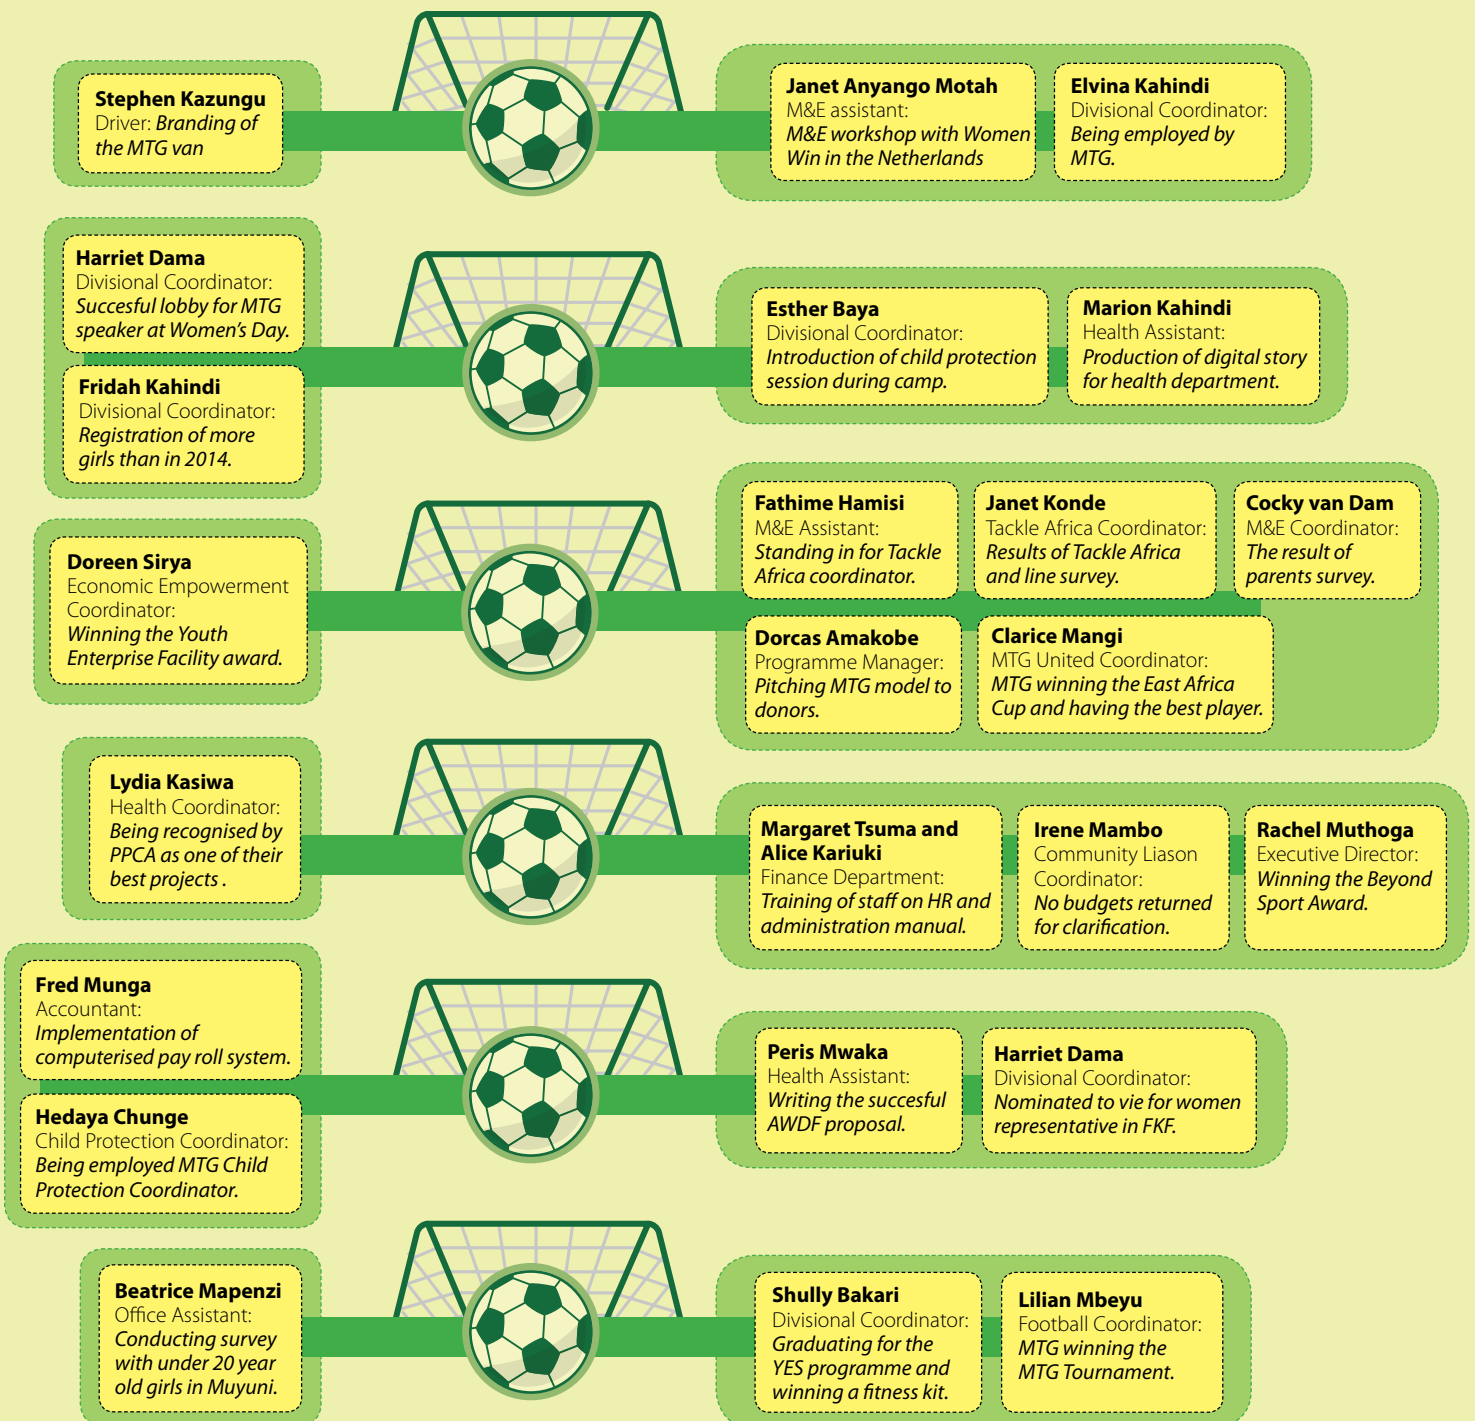 Stephen Kazungu
Driver: Branding of
the MTG van
Janet Anyango Motah
M&E assistant:
M&E workshop with Women
Win in the Netherlands
Elvina Kahindi
Divisional Coordinator:
Being employed by
MTG.
Harriet Dama
Divisional Coordinator:
Succesful lobby for MTG
speaker at Women's Day.
Fridah Kahindi
Divisional Coordinator:
Registration of more
girls than in 2014.
Esther Baya
Divisional Coordinator:
Introduction of child protection
session during camp.
Marion Kahindi
Health Assistant:
Production of digital story
for health department.
Doreen Sirya
Economic Empowerment
Coordinator:
Winning the Youth
Enterprise Facility award.
Fathime Hamisi
M&E Assistant:
Standing in for Tackle
Africa coordinator.
Janet Konde
Tackle Africa Coordinator:
Results of Tackle Africa
and line survey.
Cocky van Dam
M&E Coordinator:
The result of
parents survey.
Dorcas Amakobe
Programme Manager:
Pitching MTG model to
donors.
Clarice Mangi
MTG United Coordinator:
MTG winning the East Africa
Cup and having the best player.
Lydia Kasiwa
Health Coordinator:
Being recognised by
PPCA as one of their
best projects .
Margaret Tsuma and
Alice Kariuki
Finance Department:
Training of staff on HR and
administration manual.
Irene Mambo
Community Liason
Coordinator:
No budgets returned
for clarification.
Rachel Muthoga
Executive Director:
Winning the Beyond
Sport Award.
Fred Munga
Accountant:
Implementation of
computerised pay roll system.
Hedaya Chunge
Child Protection Coordinator:
Being employed MTG Child
Protection Coordinator.
Peris Mwaka
Health Assistant:
Writing the succesful
AWDF proposal.
Harriet Dama
Divisional Coordinator:
Nominated to vie for women
representative in FKF.
Beatrice Mapenzi
Office Assistant:
Conducting survey
with under 20 year
old girls in Muyuni.
Shully Bakari
Divisional Coordinator:
Graduating for the
YES programme and
winning a fitness kit.
Lilian Mbeyu
Football Coordinator:
MTG winning the
MTG Tournament.